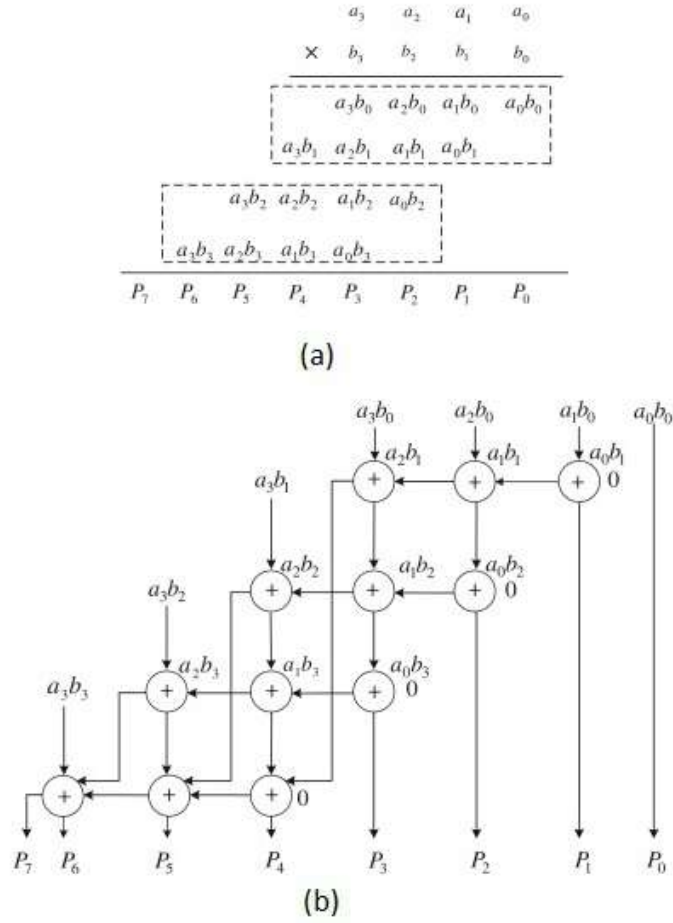 a₃ a₂ a₁ a₀
× b₃ b₂ b₁ b₀
a₃b₀ a₂b₀ a₁b₀ a₀b₀
a₃b₁ a₂b₁ a₁b₁ a₀b₁
a₃b₂ a₂b₂ a₁b₂ a₀b₂
a₃b₃ a₂b₃ a₁b₃ a₀b₃
P₇ P₆ P₅ P₄ P₃ P₂ P₁ P₀
(a)
a₃b₀ a₂b₀ a₁b₀ a₀b₀
a₂b₁ a₁b₁ a₀b₁
+ + + 0
a₃b₁
a₂b₂ a₁b₂ a₀b₂
+ + + 0
a₃b₂
a₂b₃ a₁b₃ a₀b₃
+ + + 0
a₃b₃
+ + + 0
P₇ P₆ P₅ P₄ P₃ P₂ P₁ P₀
(b)